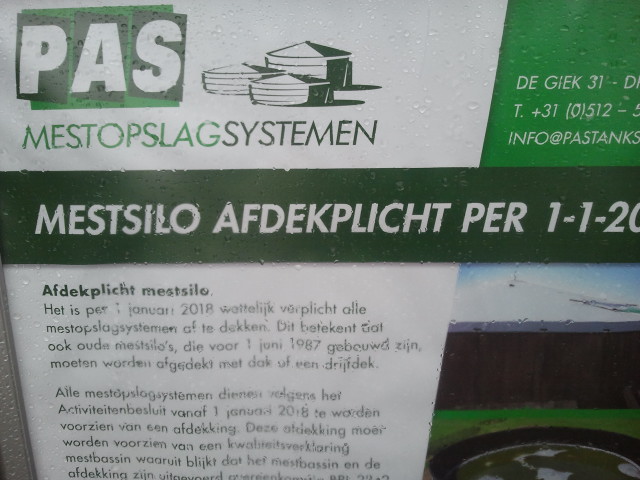 PAS
MESTOPSLAGSYSTEMEN
DE GIEK 31 - D
T. +31 (0)512 - 5
INFO@PASTANKS
MESTSILO AFDEKPLICHT PER 1-1-20
Afdekplicht mestsilo.
Het is per 1 januari 2018 wettelijk verplicht alle
mestopslagsystemen af te dekken. Dit betekent dat
ook oude mestsilo's, die voor 1 juni 1987 gebouwd zijn,
moeten worden afgedekt met dak of een drijfdek.
Alle mestopslagsystemen dienen volgens het
Activiteitenbesluit vanaf 1 januari 2018 te worden
voorzien van een afdekking. Deze afdekking moet
worden voorzien van een kwaliteitsverklaring
mestbassin waaruit blijkt dat het mestbassin en de
afdekking zijn uitgevoerd overeenkomstig BRL